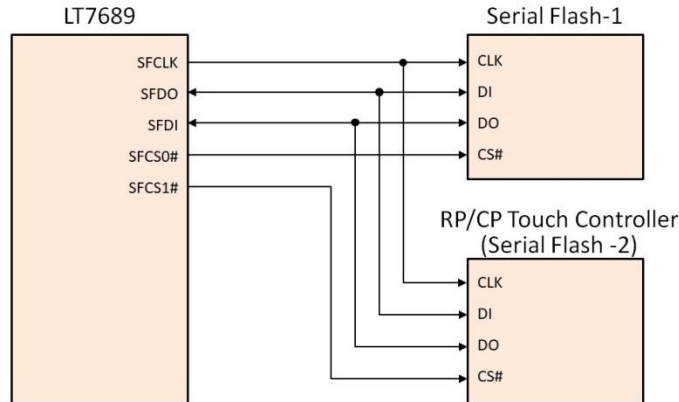 LT7689
SFCLK
SFDO
SFDI
SFCS0#
SFCS1#
Serial Flash-1
CLK
DI
DO
CS#
RP/CP Touch Controller
(Serial Flash -2)
CLK
DI
DO
CS#